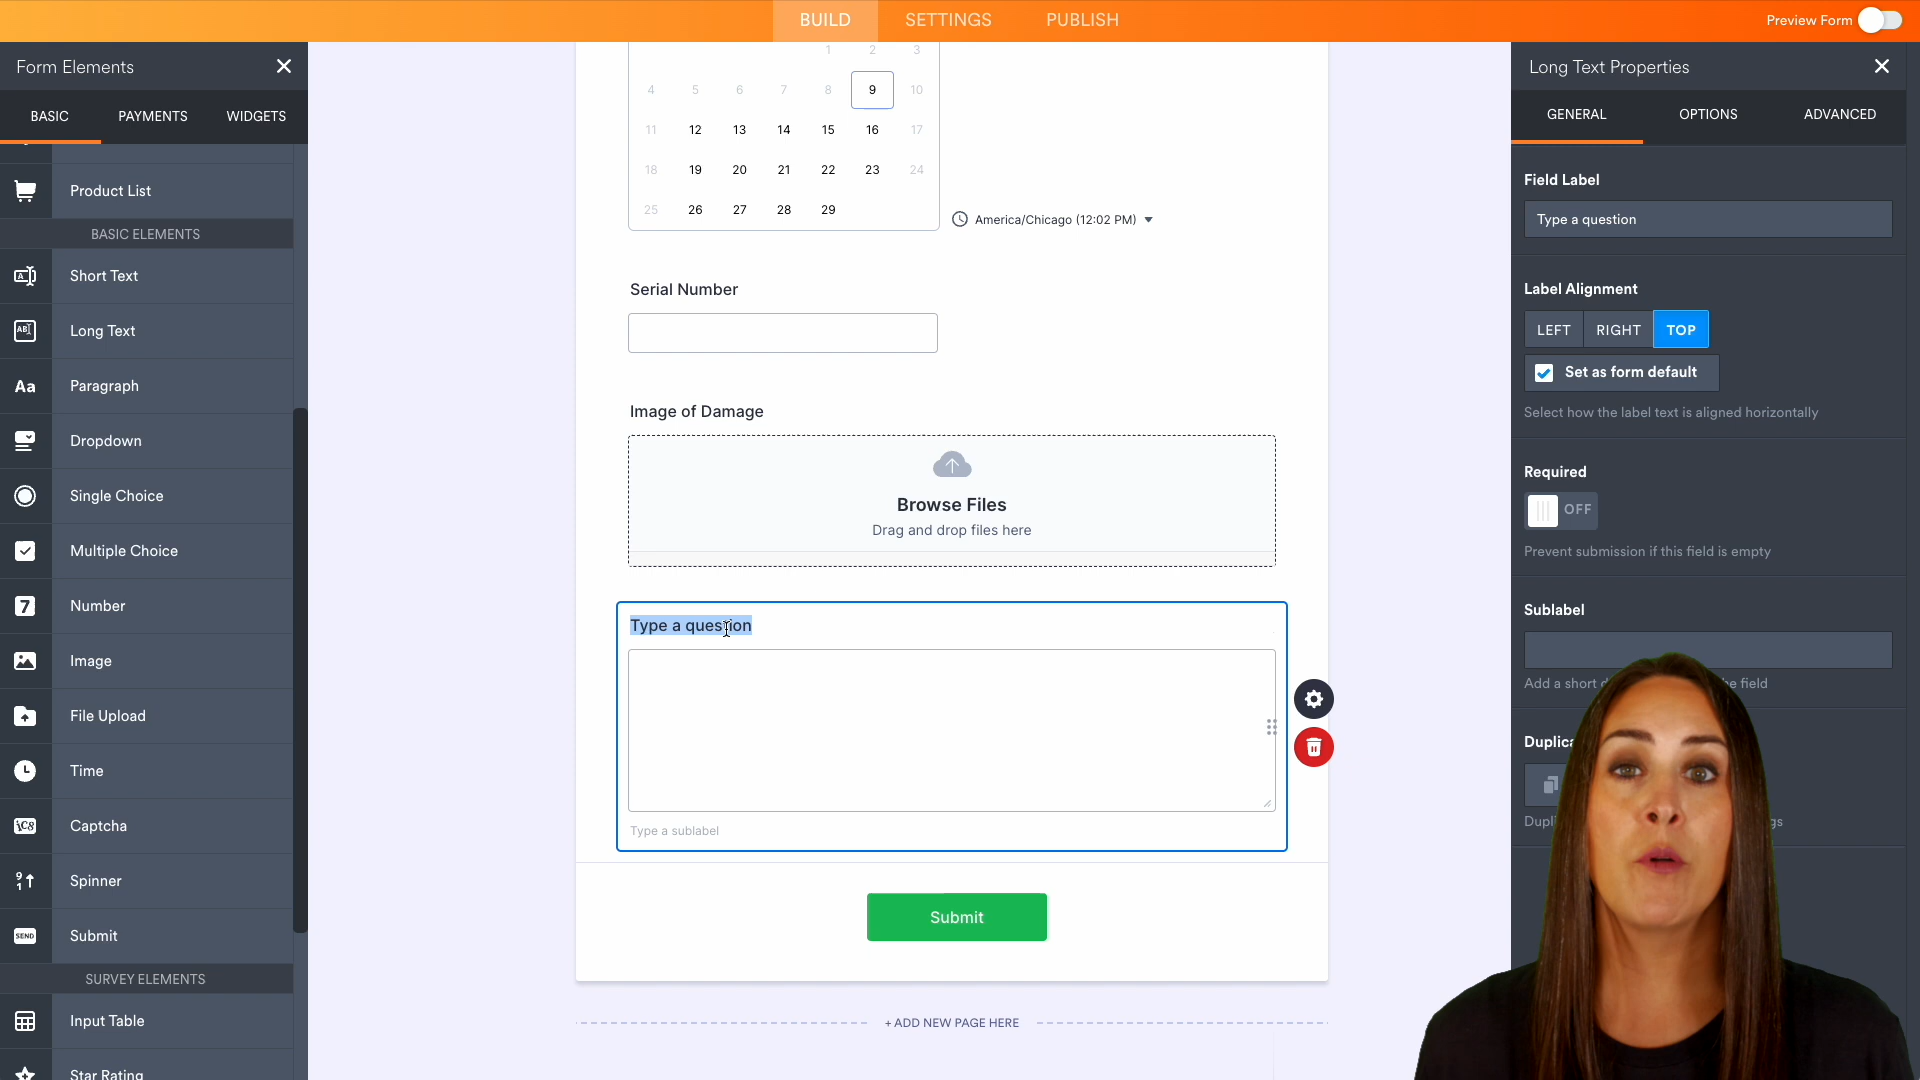 BUILD SETTINGS PUBLISH Preview Form
Form Elements
BASIC PAYMENTS WIDGETS
Product List
BASIC ELEMENTS
Short Text
Long Text
Aa Paragraph
Dropdown
Single Choice
Multiple Choice
7 Number
Image
File Upload
Time
Captcha
Spinner
SEND Submit
SURVEY ELEMENTS
Input Table
Star Rating
1 2 3
4 5 6 7 8 9 10
11 12 13 14 15 16 17
18 19 20 21 22 23 24
25 26 27 28 29
America/Chicago (12:02 PM)
Serial Number
Image of Damage
Browse Files
Drag and drop files here
Type a question
Type a sublabel
Submit
+ ADD NEW PAGE HERE
Long Text Properties
GENERAL OPTIONS ADVANCED
Field Label
Type a question
Label Alignment
LEFT RIGHT TOP
Set as form default
Select how the label text is aligned horizontally
Required
OFF
Prevent submission if this field is empty
Sublabel
Add a short field